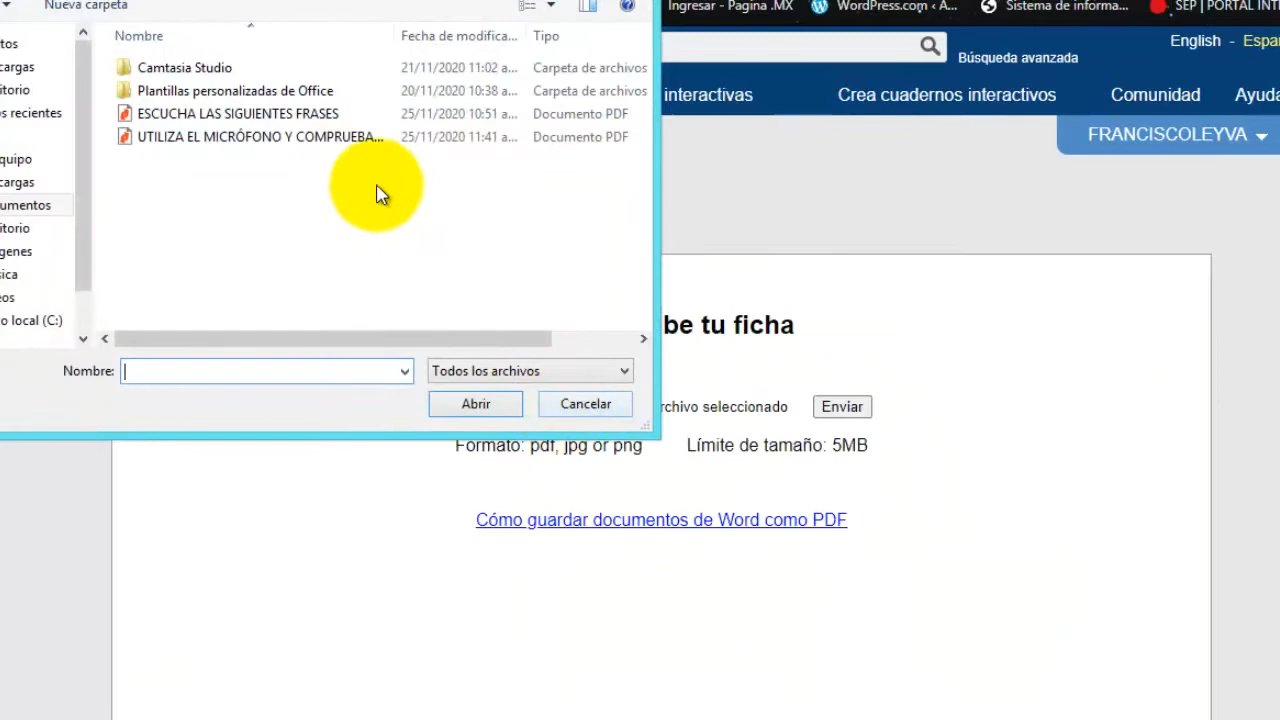 Nueva carpeta
Nombre Fecha de modifica... Tipo
Camtasia Studio 21/11/2020 11:02 a... Carpeta de archivos
Plantillas personalizadas de Office 20/11/2020 10:38 a... Carpeta de archivos
ESCUCHA LAS SIGUIENTES FRASES 25/11/2020 10:51 a... Documento PDF
UTILIZA EL MICRÓFONO Y COMPRUEBA... 25/11/2020 11:41 a... Documento PDF
tos
cargas
itorio
s recientes
quipo
cargas
umentos
itorio
genes
sica
eos
o local (C:)
Nombre: Todos los archivos
Abrir Cancelar
Ingresar - Pagina .MX WordPress.com ‹ A... Sistema de informa... SEP | PORTAL INTE
English - Españ
Búsqueda avanzada
interactivas Crea cuadernos interactivos Comunidad Ayuda
FRANCISCOLEYVA
be tu ficha
rchivo seleccionado Enviar
Formato: pdf, jpg or png Límite de tamaño: 5MB
Cómo guardar documentos de Word como PDF